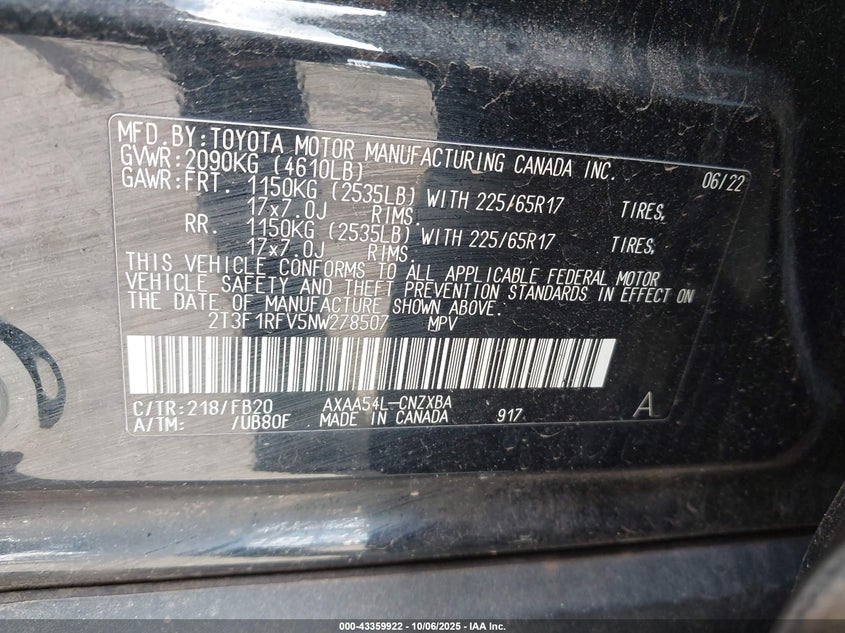 MFD.BY:TOYOTA MOTOR MANUFACTURING CANADA INC. 06/22
GVWR:2090KG (4610LB)
GAWR:FRT. 1150KG (2535LB) WITH 225/65R17 TIRES,
17x7.0J RIMS.
RR. 1150KG (2535LB) WITH 225/65R17 TIRES,
17x7.0J RIMS.
THIS VEHICLE CONFORMS TO ALL APPLICABLE FEDERAL MOTOR
VEHICLE SAFETY AND THEFT PREVENTION STANDARDS IN EFFECT ON
THE DATE OF MANUFACTURE SHOWN ABOVE.
2T3F1RFV5NW278507 MPV
C/TR:218/FB20 AXAA54L-CNZXBA
A/TM: /UB80F MADE IN CANADA 917 A
000-43359922 - 10/06/2025 - IAA Inc.